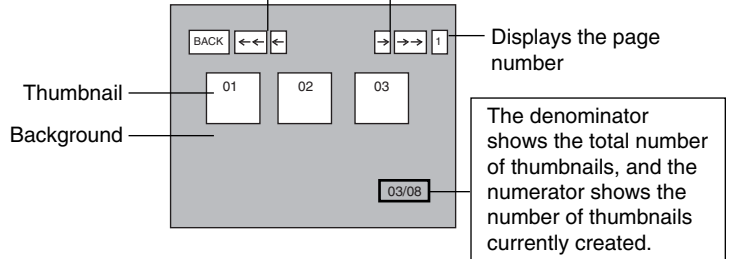 BACK ←← ← → →→ 1
Displays the page
number
01 02 03
Thumbnail
Background
The denominator
shows the total number
of thumbnails, and the
numerator shows the
number of thumbnails
currently created.
03/08